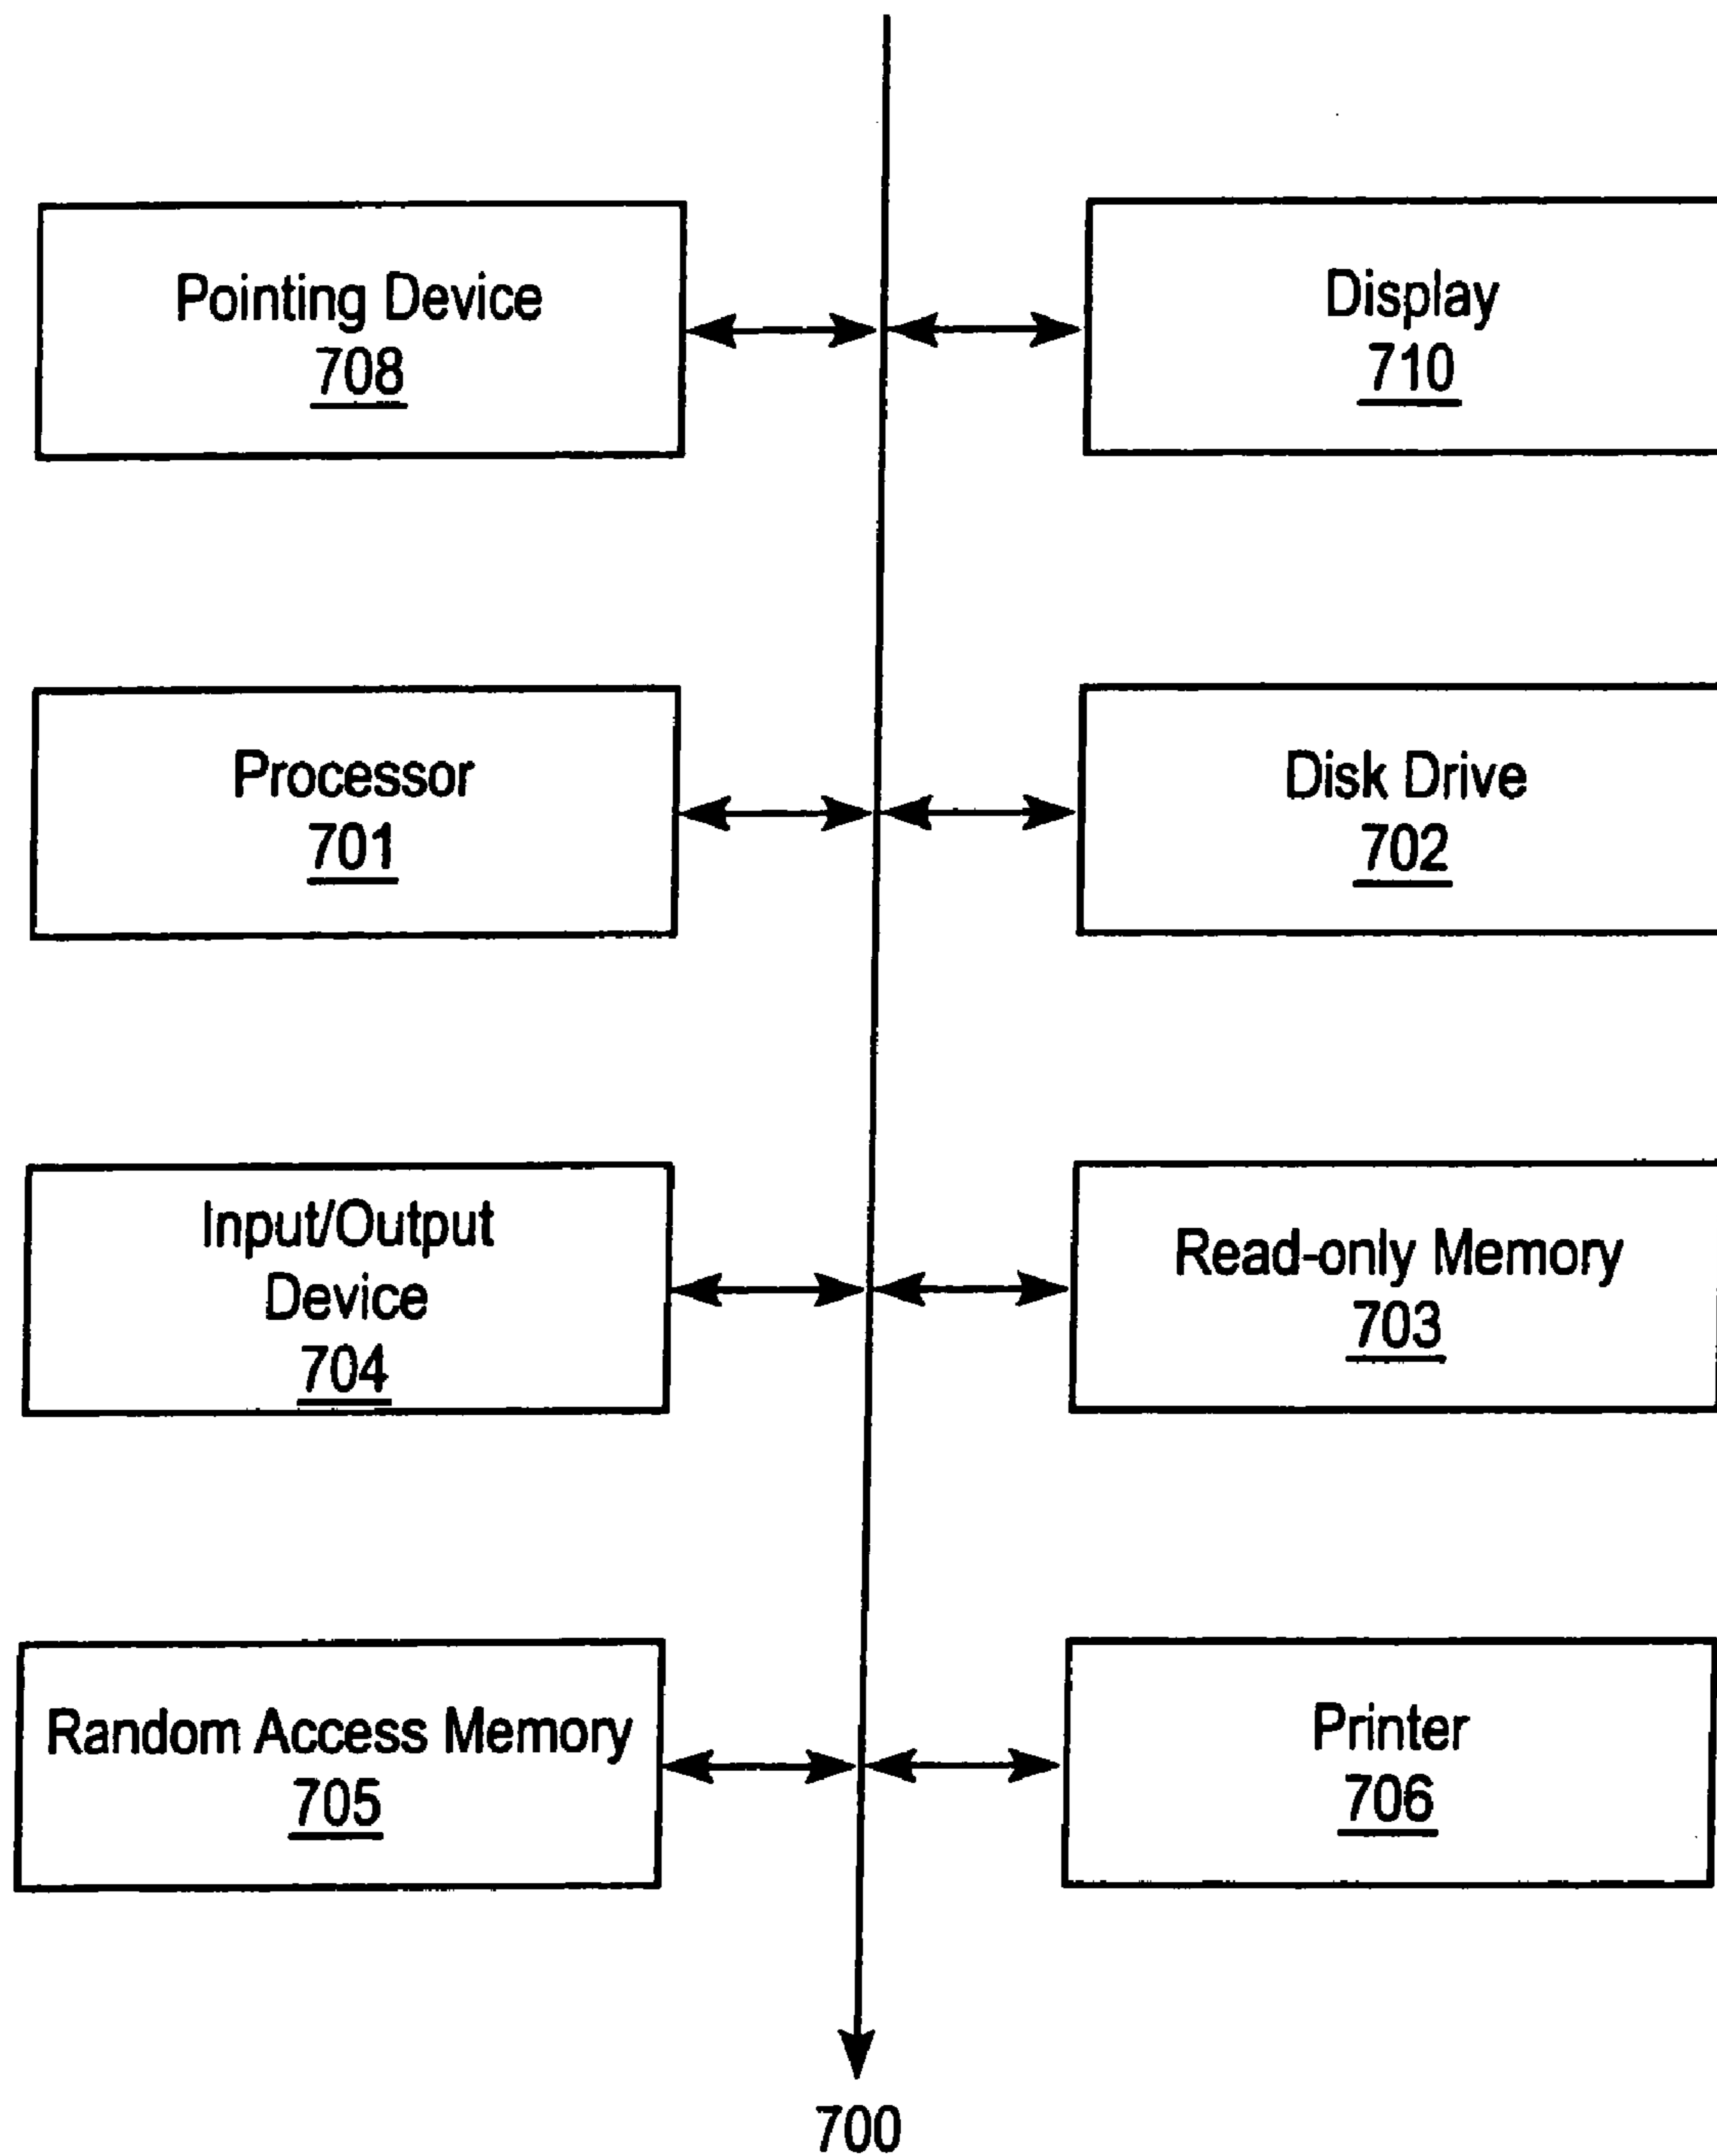 Pointing Device
708
Display
710
Processor
701
Disk Drive
702
Input/Output
Device
704
Read-only Memory
703
Random Access Memory
705
Printer
706
700